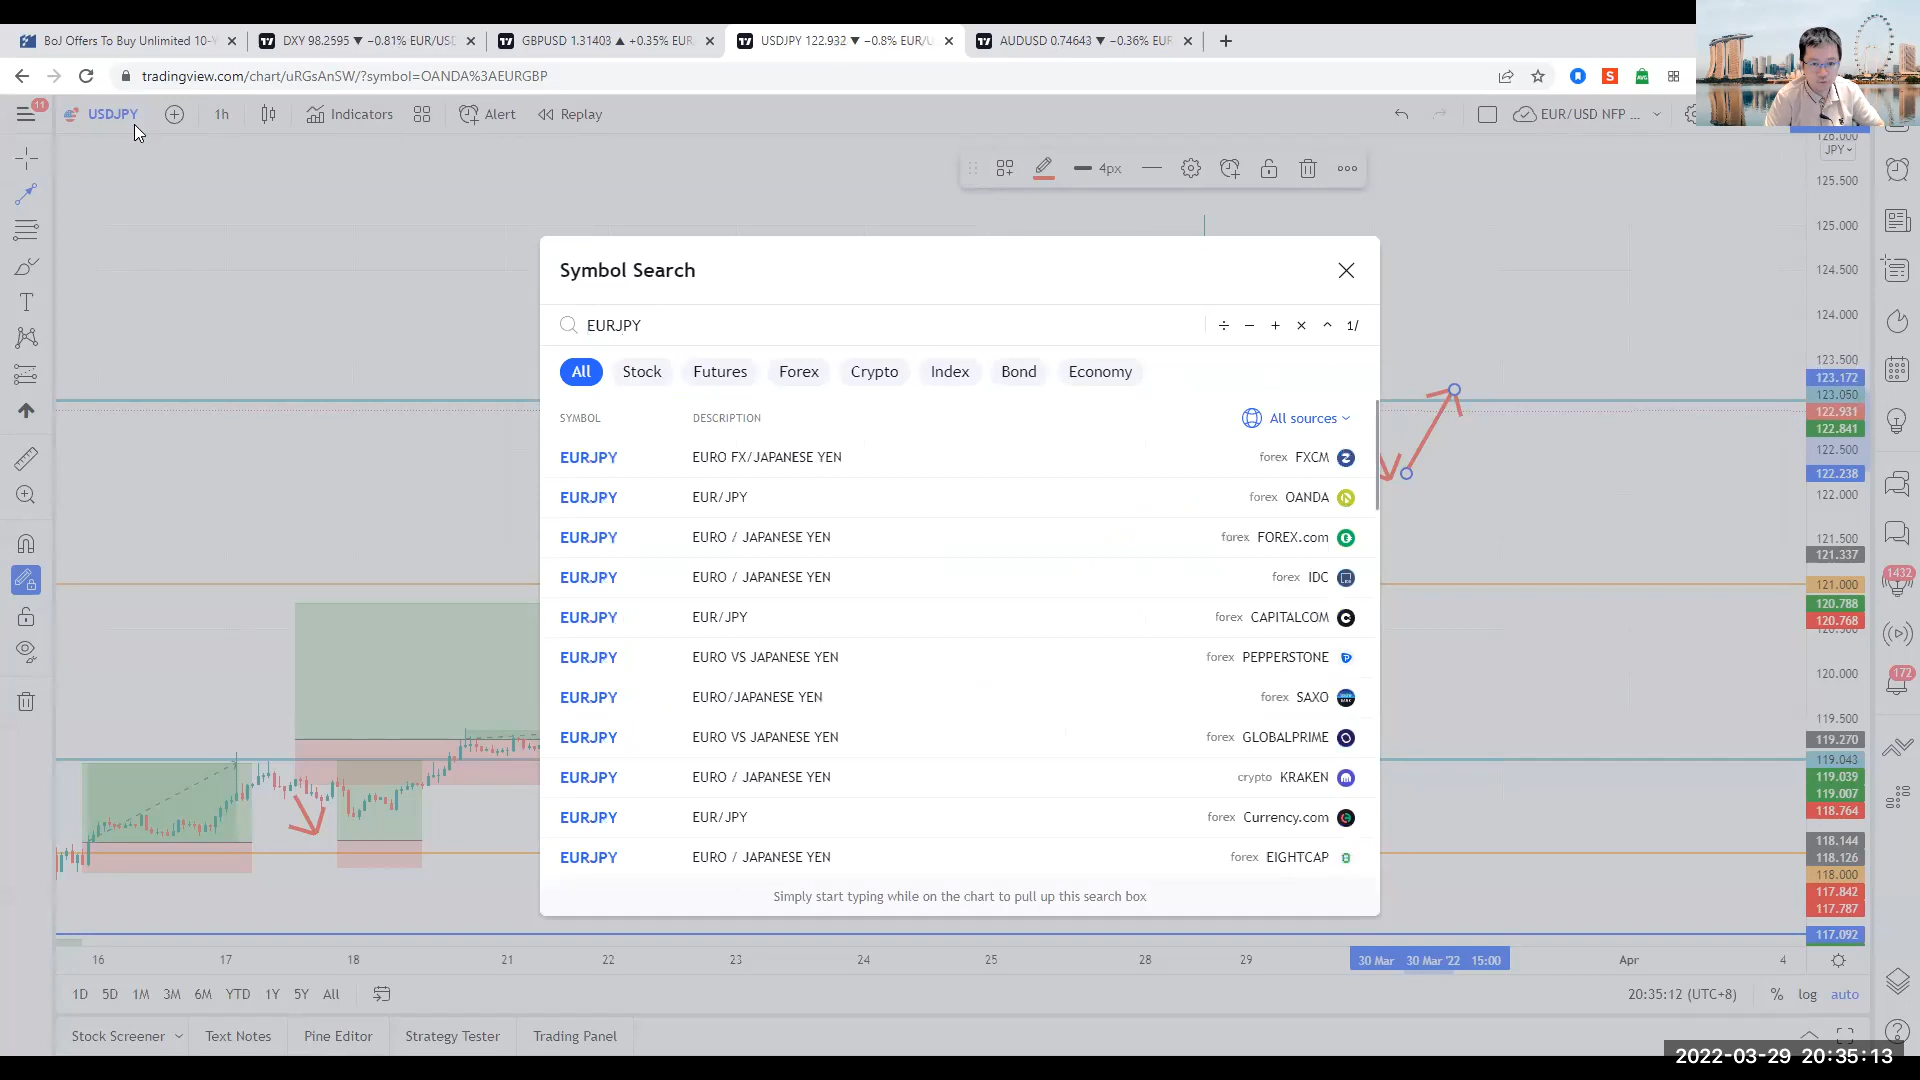 BoJ Offers To Buy Unlimited 10-Y
DXY 98.2595 ▼ −0.81% EUR/USD
GBPUSD 1.31403 ▲ +0.35% EUR
USDJPY 122.932 ▼ −0.8% EUR/U
AUDUSD 0.74643 ▼ −0.36% EUR
tradingview.com/chart/uRGsAnSW/?symbol=OANDA%3AEURGBP
11
USDJPY
1h
Indicators
Alert
Replay
EUR/USD NFP ...
4px
Symbol Search
EURJPY
÷ − + × ^ 1/
All Stock Futures Forex Crypto Index Bond Economy
SYMBOL DESCRIPTION All sources
EURJPY EURO FX/JAPANESE YEN forex FXCM
EURJPY EUR/JPY forex OANDA
EURJPY EURO / JAPANESE YEN forex FOREX.com
EURJPY EURO / JAPANESE YEN forex IDC
EURJPY EUR/JPY forex CAPITALCOM
EURJPY EURO VS JAPANESE YEN forex PEPPERSTONE
EURJPY EURO/JAPANESE YEN forex SAXO
EURJPY EURO VS JAPANESE YEN forex GLOBALPRIME
EURJPY EURO / JAPANESE YEN crypto KRAKEN
EURJPY EUR/JPY forex Currency.com
EURJPY EURO / JAPANESE YEN forex EIGHTCAP
Simply start typing while on the chart to pull up this search box
126.000
JPY
125.500
125.000
124.500
124.000
123.500
123.172
123.050
122.931
122.841
122.500
122.238
122.000
121.500
121.337
121.000
120.788
120.768
120.500
120.000
119.500
119.270
119.043
119.039
119.007
118.764
118.144
118.126
118.000
117.842
117.787
117.092
1432
172
16 17 18 21 22 23 24 25 28 29 30 Mar 30 Mar '22 15:00 Apr 4
1D 5D 1M 3M 6M YTD 1Y 5Y All
20:35:12 (UTC+8) % log auto
Stock Screener Text Notes Pine Editor Strategy Tester Trading Panel
2022-03-29 20:35:13